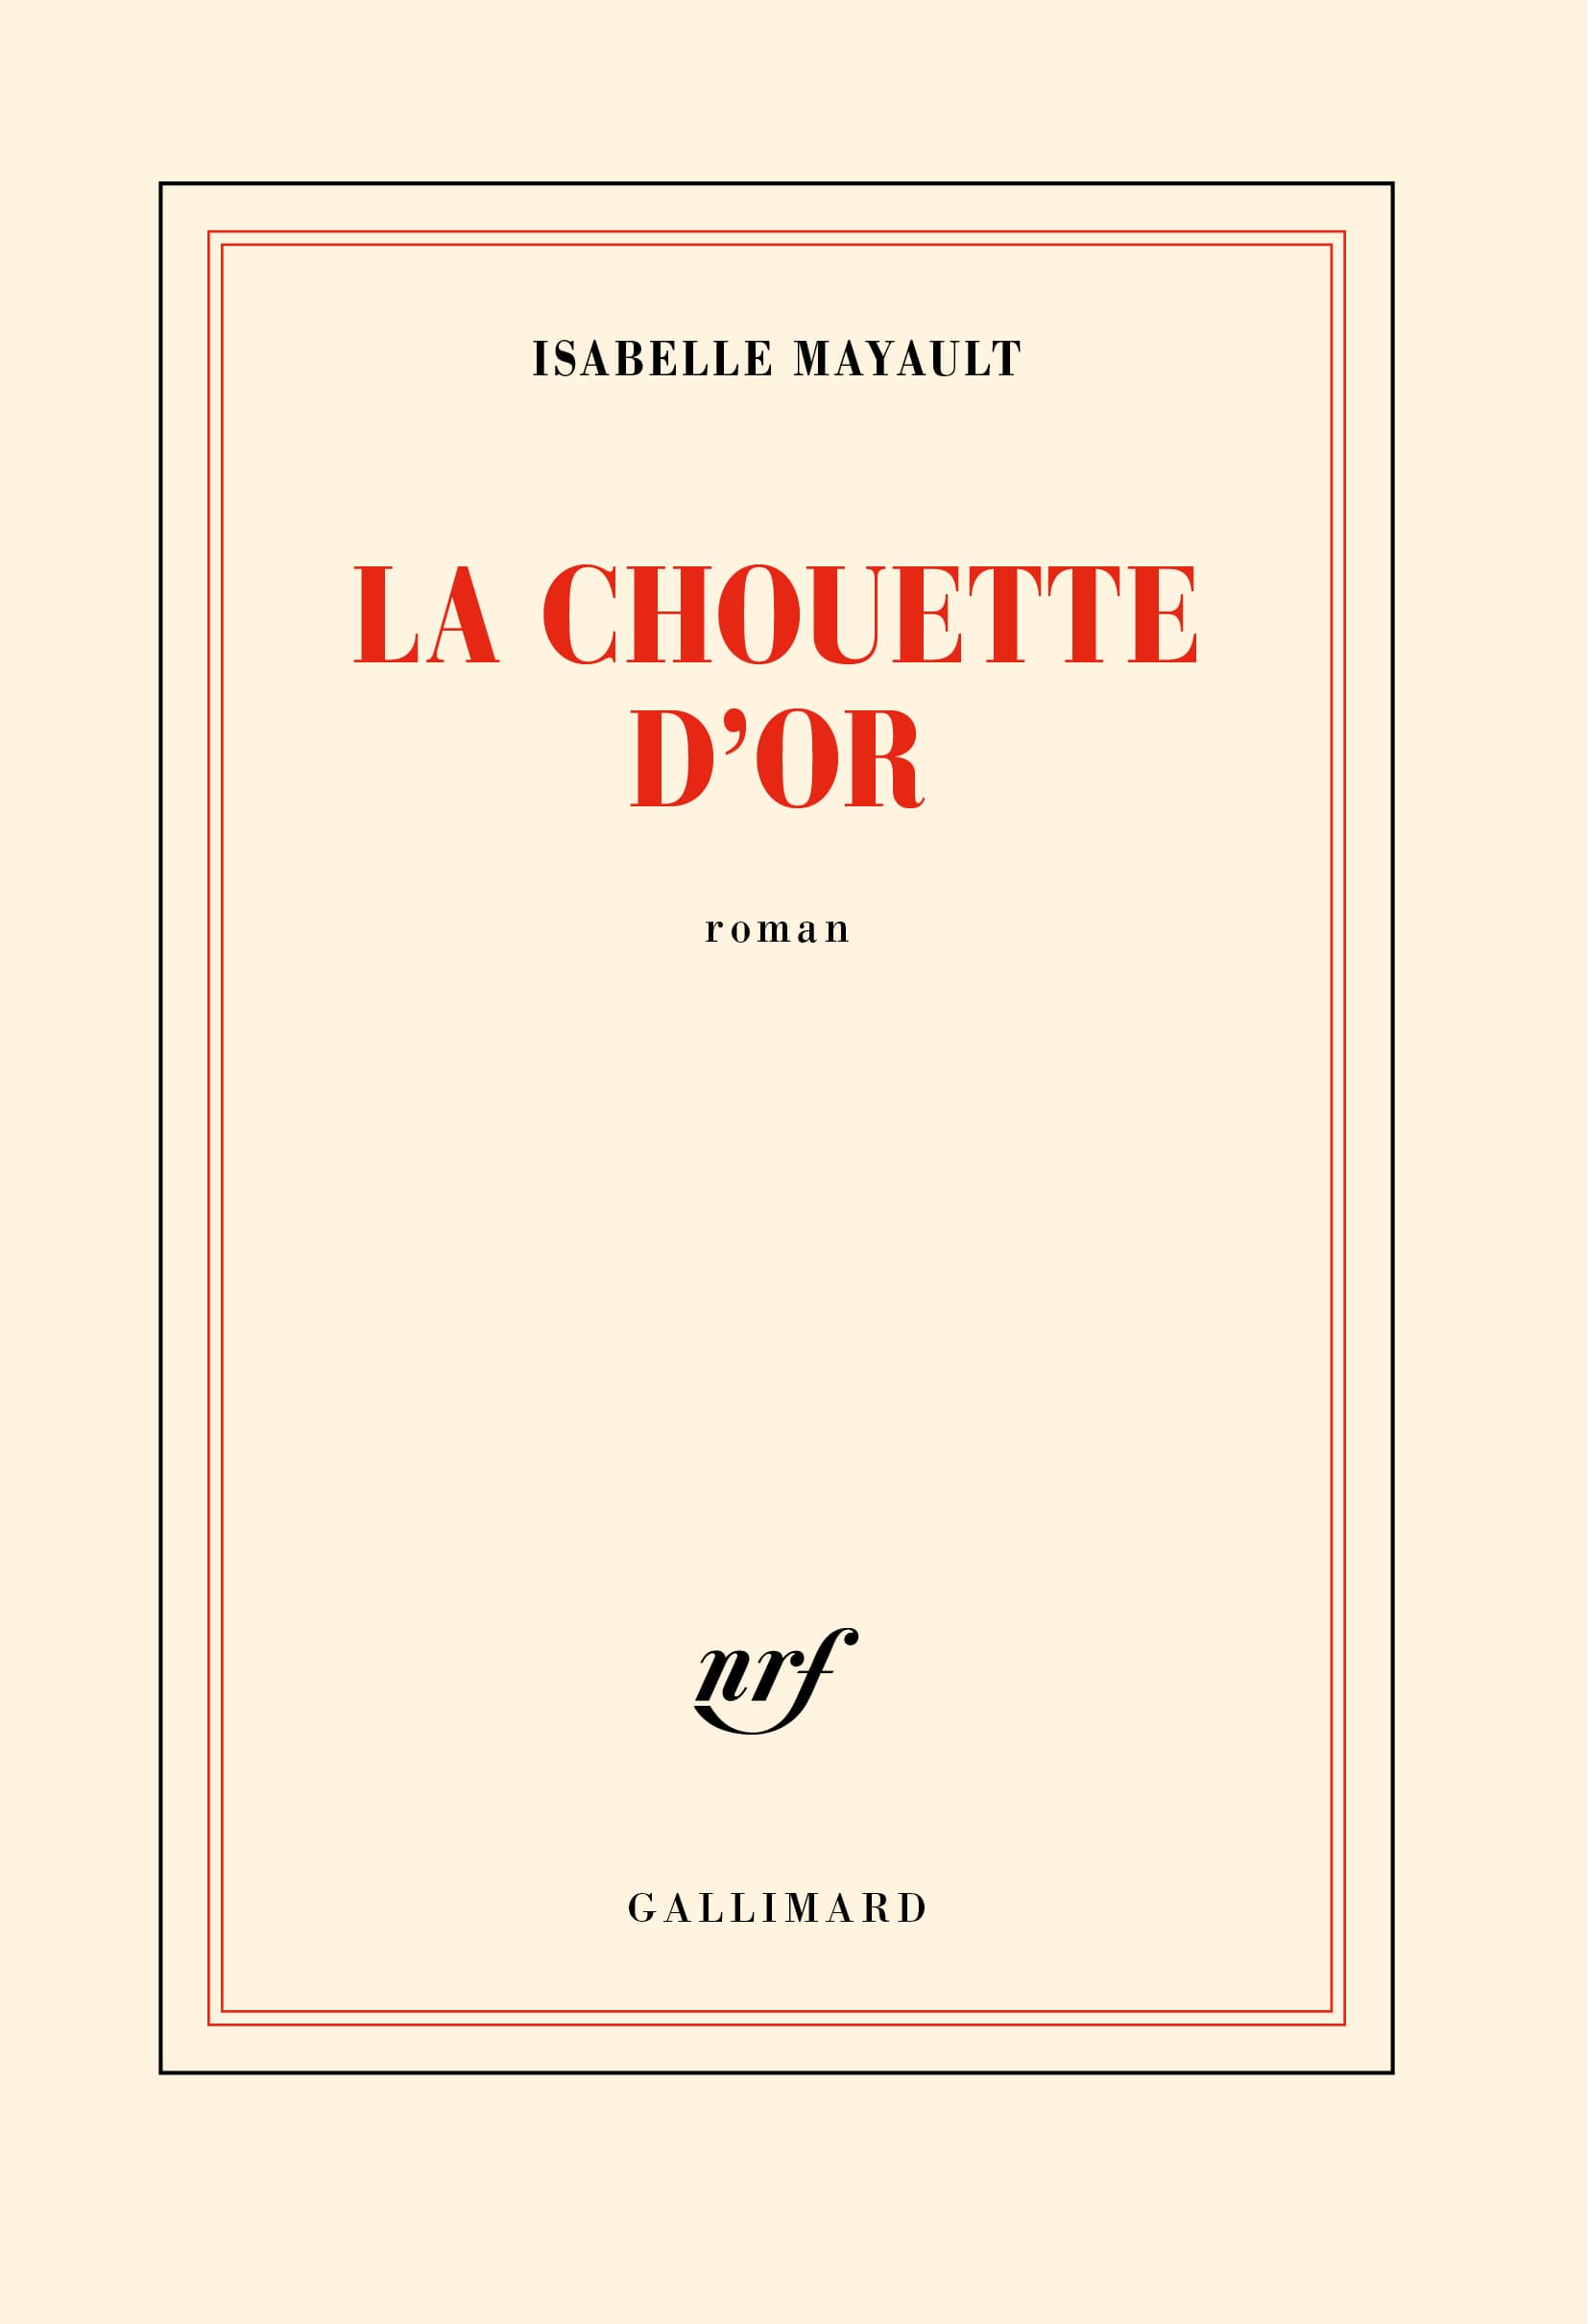 ISABELLE MAYAULT
LA CHOUETTE
D’OR
roman
nrf
GALLIMARD